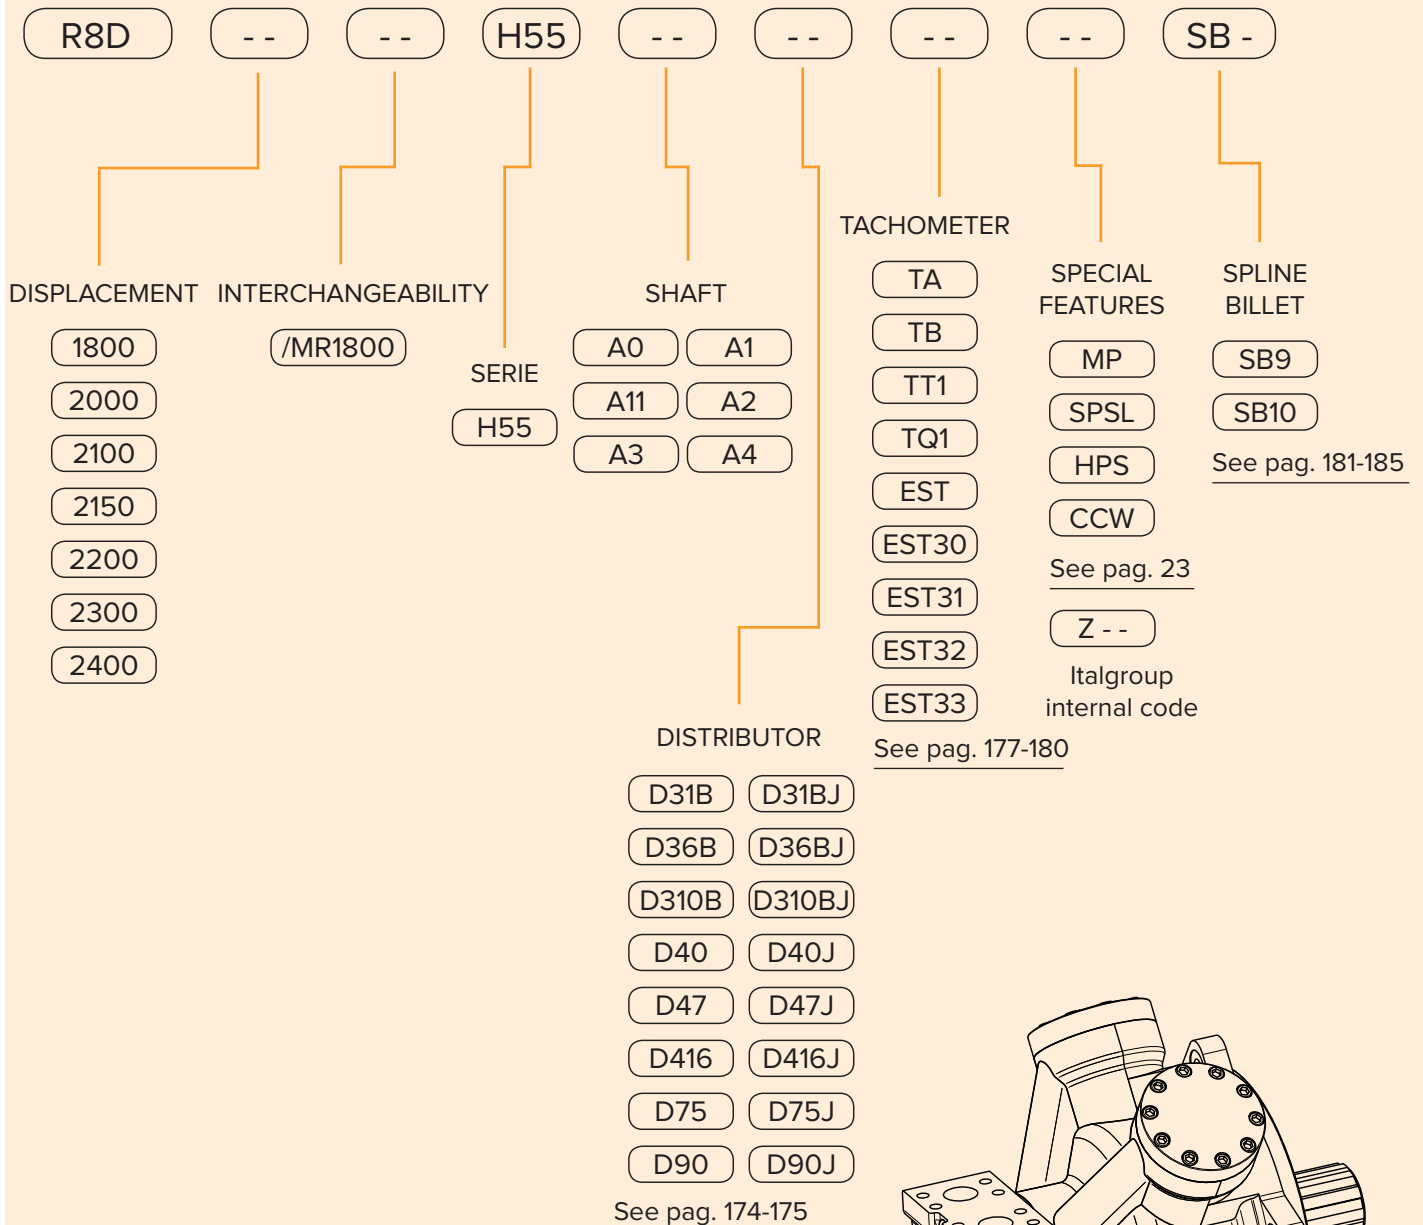 R8D - - - - H55 - - - - - - - - SB -
DISPLACEMENT
1800
2000
2100
2150
2200
2300
2400
INTERCHANGEABILITY
/MR1800
SERIE
H55
SHAFT
A0 A1
A11 A2
A3 A4
DISTRIBUTOR
D31B D31BJ
D36B D36BJ
D310B D310BJ
D40 D40J
D47 D47J
D416 D416J
D75 D75J
D90 D90J
See pag. 174-175
TACHOMETER
TA
TB
TT1
TQ1
EST
EST30
EST31
EST32
EST33
See pag. 177-180
SPECIAL
FEATURES
MP
SPSL
HPS
CCW
See pag. 23
Z - -
Italgroup
internal code
SPLINE
BILLET
SB9
SB10
See pag. 181-185